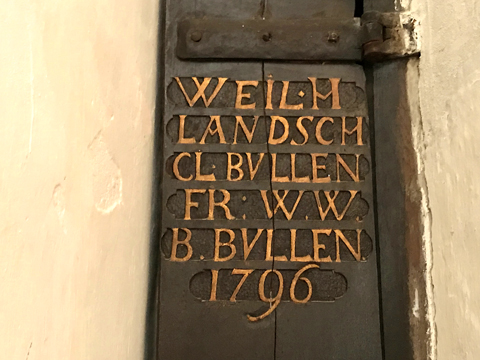 WEIL·H
LANDSCH
CL·BVLLEN
FR:W.W.
B.BVLLEN
1796